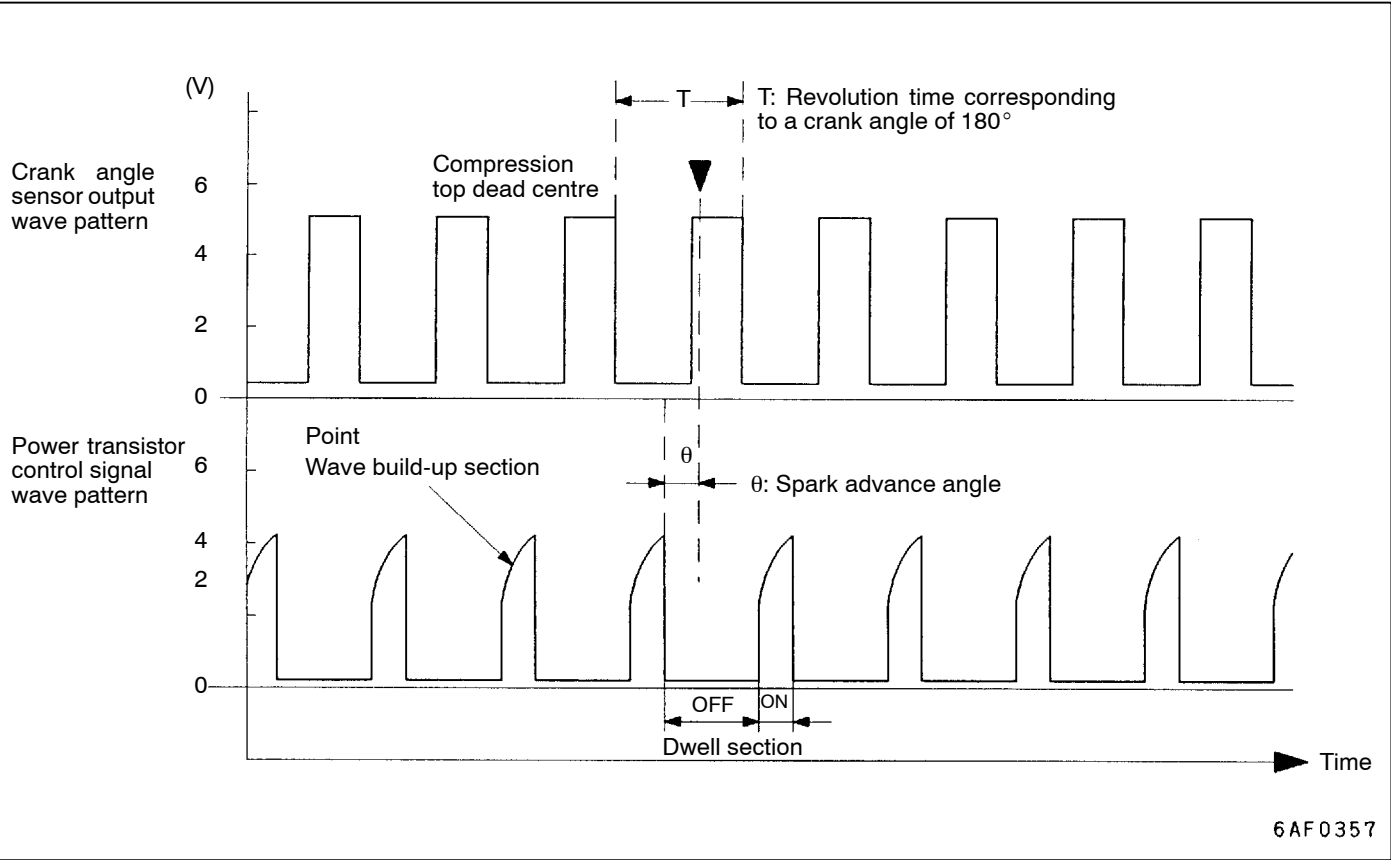 (V)
T
T: Revolution time corresponding
to a crank angle of 180°
Crank angle
sensor output
wave pattern
Compression
top dead centre
6
4
2
0
Power transistor
control signal
wave pattern
Point
Wave build-up section
θ
θ: Spark advance angle
6
4
2
0
OFF
ON
Dwell section
Time
6AF0357